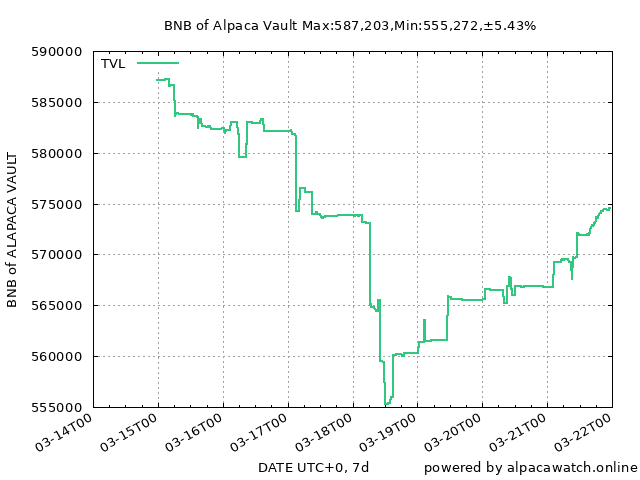 BNB of Alpaca Vault Max:587,203,Min:555,272,±5.43%
TVL
590000
585000
580000
575000
570000
565000
560000
555000
BNB of ALAPACA VAULT
03-14T00
03-15T00
03-16T00
03-17T00
03-18T00
03-19T00
03-20T00
03-21T00
03-22T00
DATE UTC+0, 7d
powered by alpacawatch.online